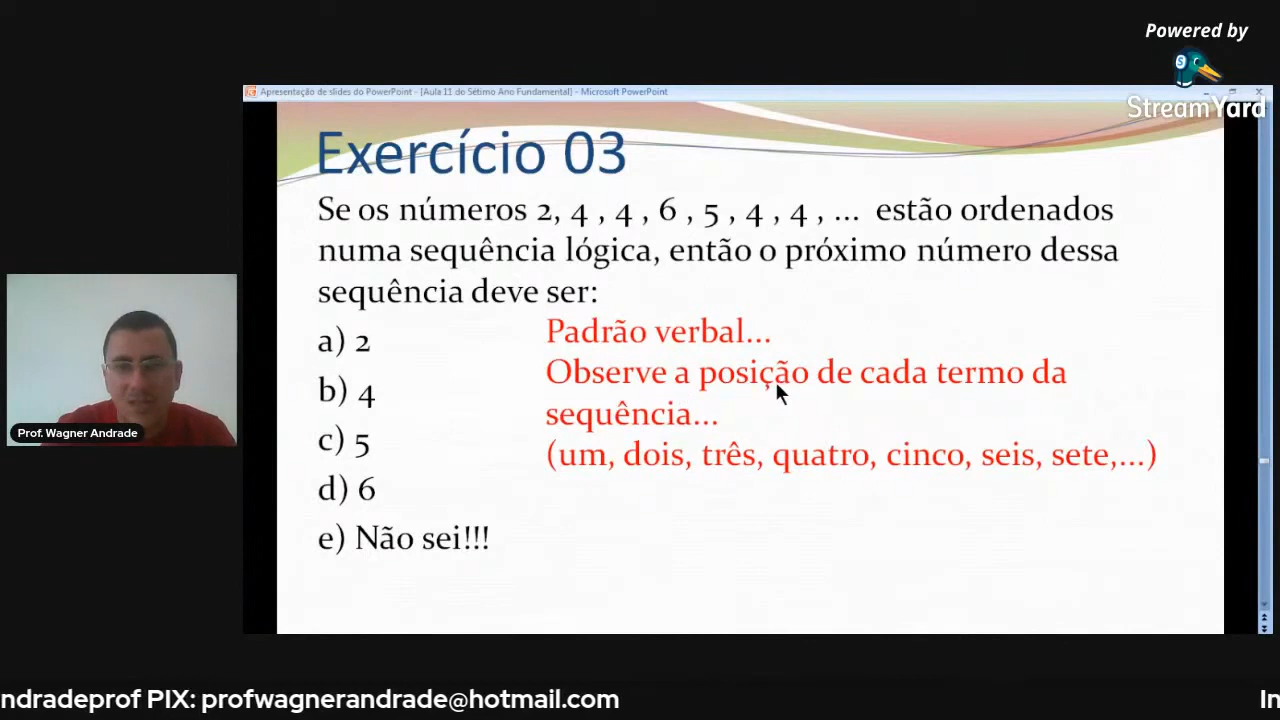 Powered by
StreamYard
Apresentação de slides do PowerPoint - [Aula 11 do Sétimo Ano Fundamental] - Microsoft PowerPoint
Exercício 03
Se os números 2, 4 , 4 , 6 , 5 , 4 , 4 , ... estão ordenados
numa sequência lógica, então o próximo número dessa
sequência deve ser:
a) 2
b) 4
c) 5
d) 6
e) Não sei!!!
Padrão verbal...
Observe a posição de cada termo da
sequência...
(um, dois, três, quatro, cinco, seis, sete,...)
Prof. Wagner Andrade
ndradeprof PIX: profwagnerandrade@hotmail.com
In